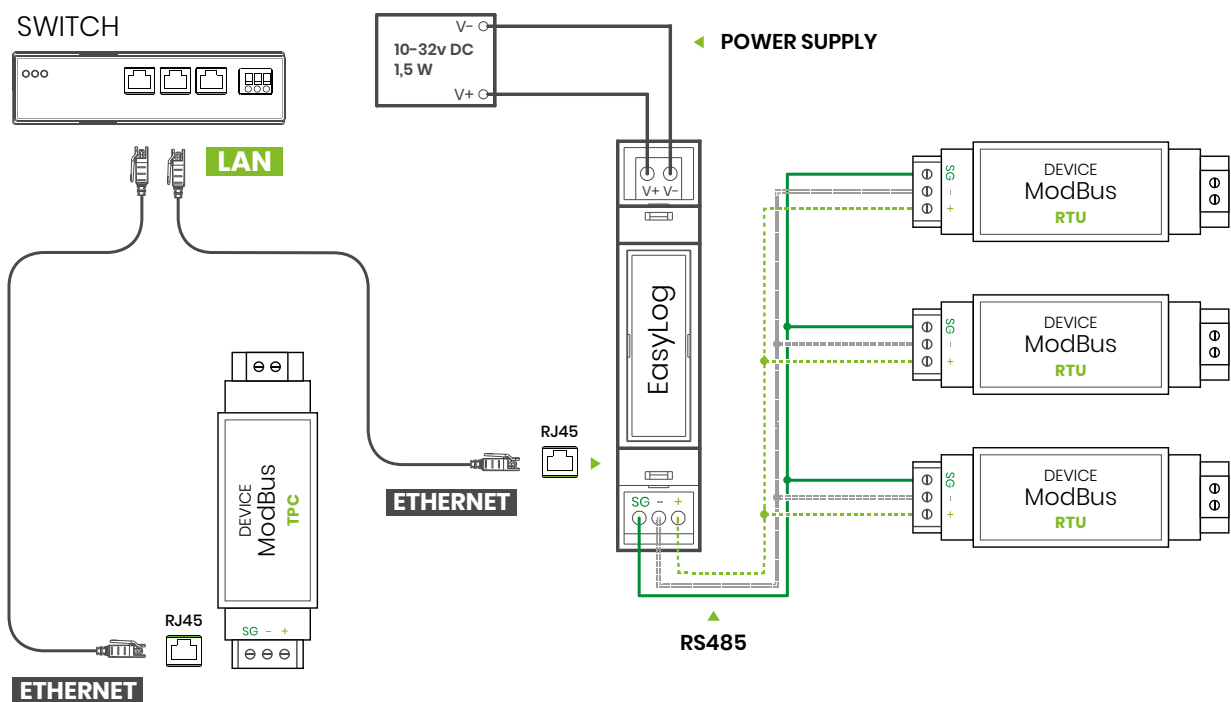 SWITCH
LAN
V-
10-32v DC
1,5 W
V+
POWER SUPPLY
V+ V-
EasyLog
SG - +
RJ45
ETHERNET
DEVICE
ModBus
TPC
SG - +
RJ45
ETHERNET
RS485
SG
-
+
DEVICE
ModBus
RTU
SG
-
+
DEVICE
ModBus
RTU
SG
-
+
DEVICE
ModBus
RTU